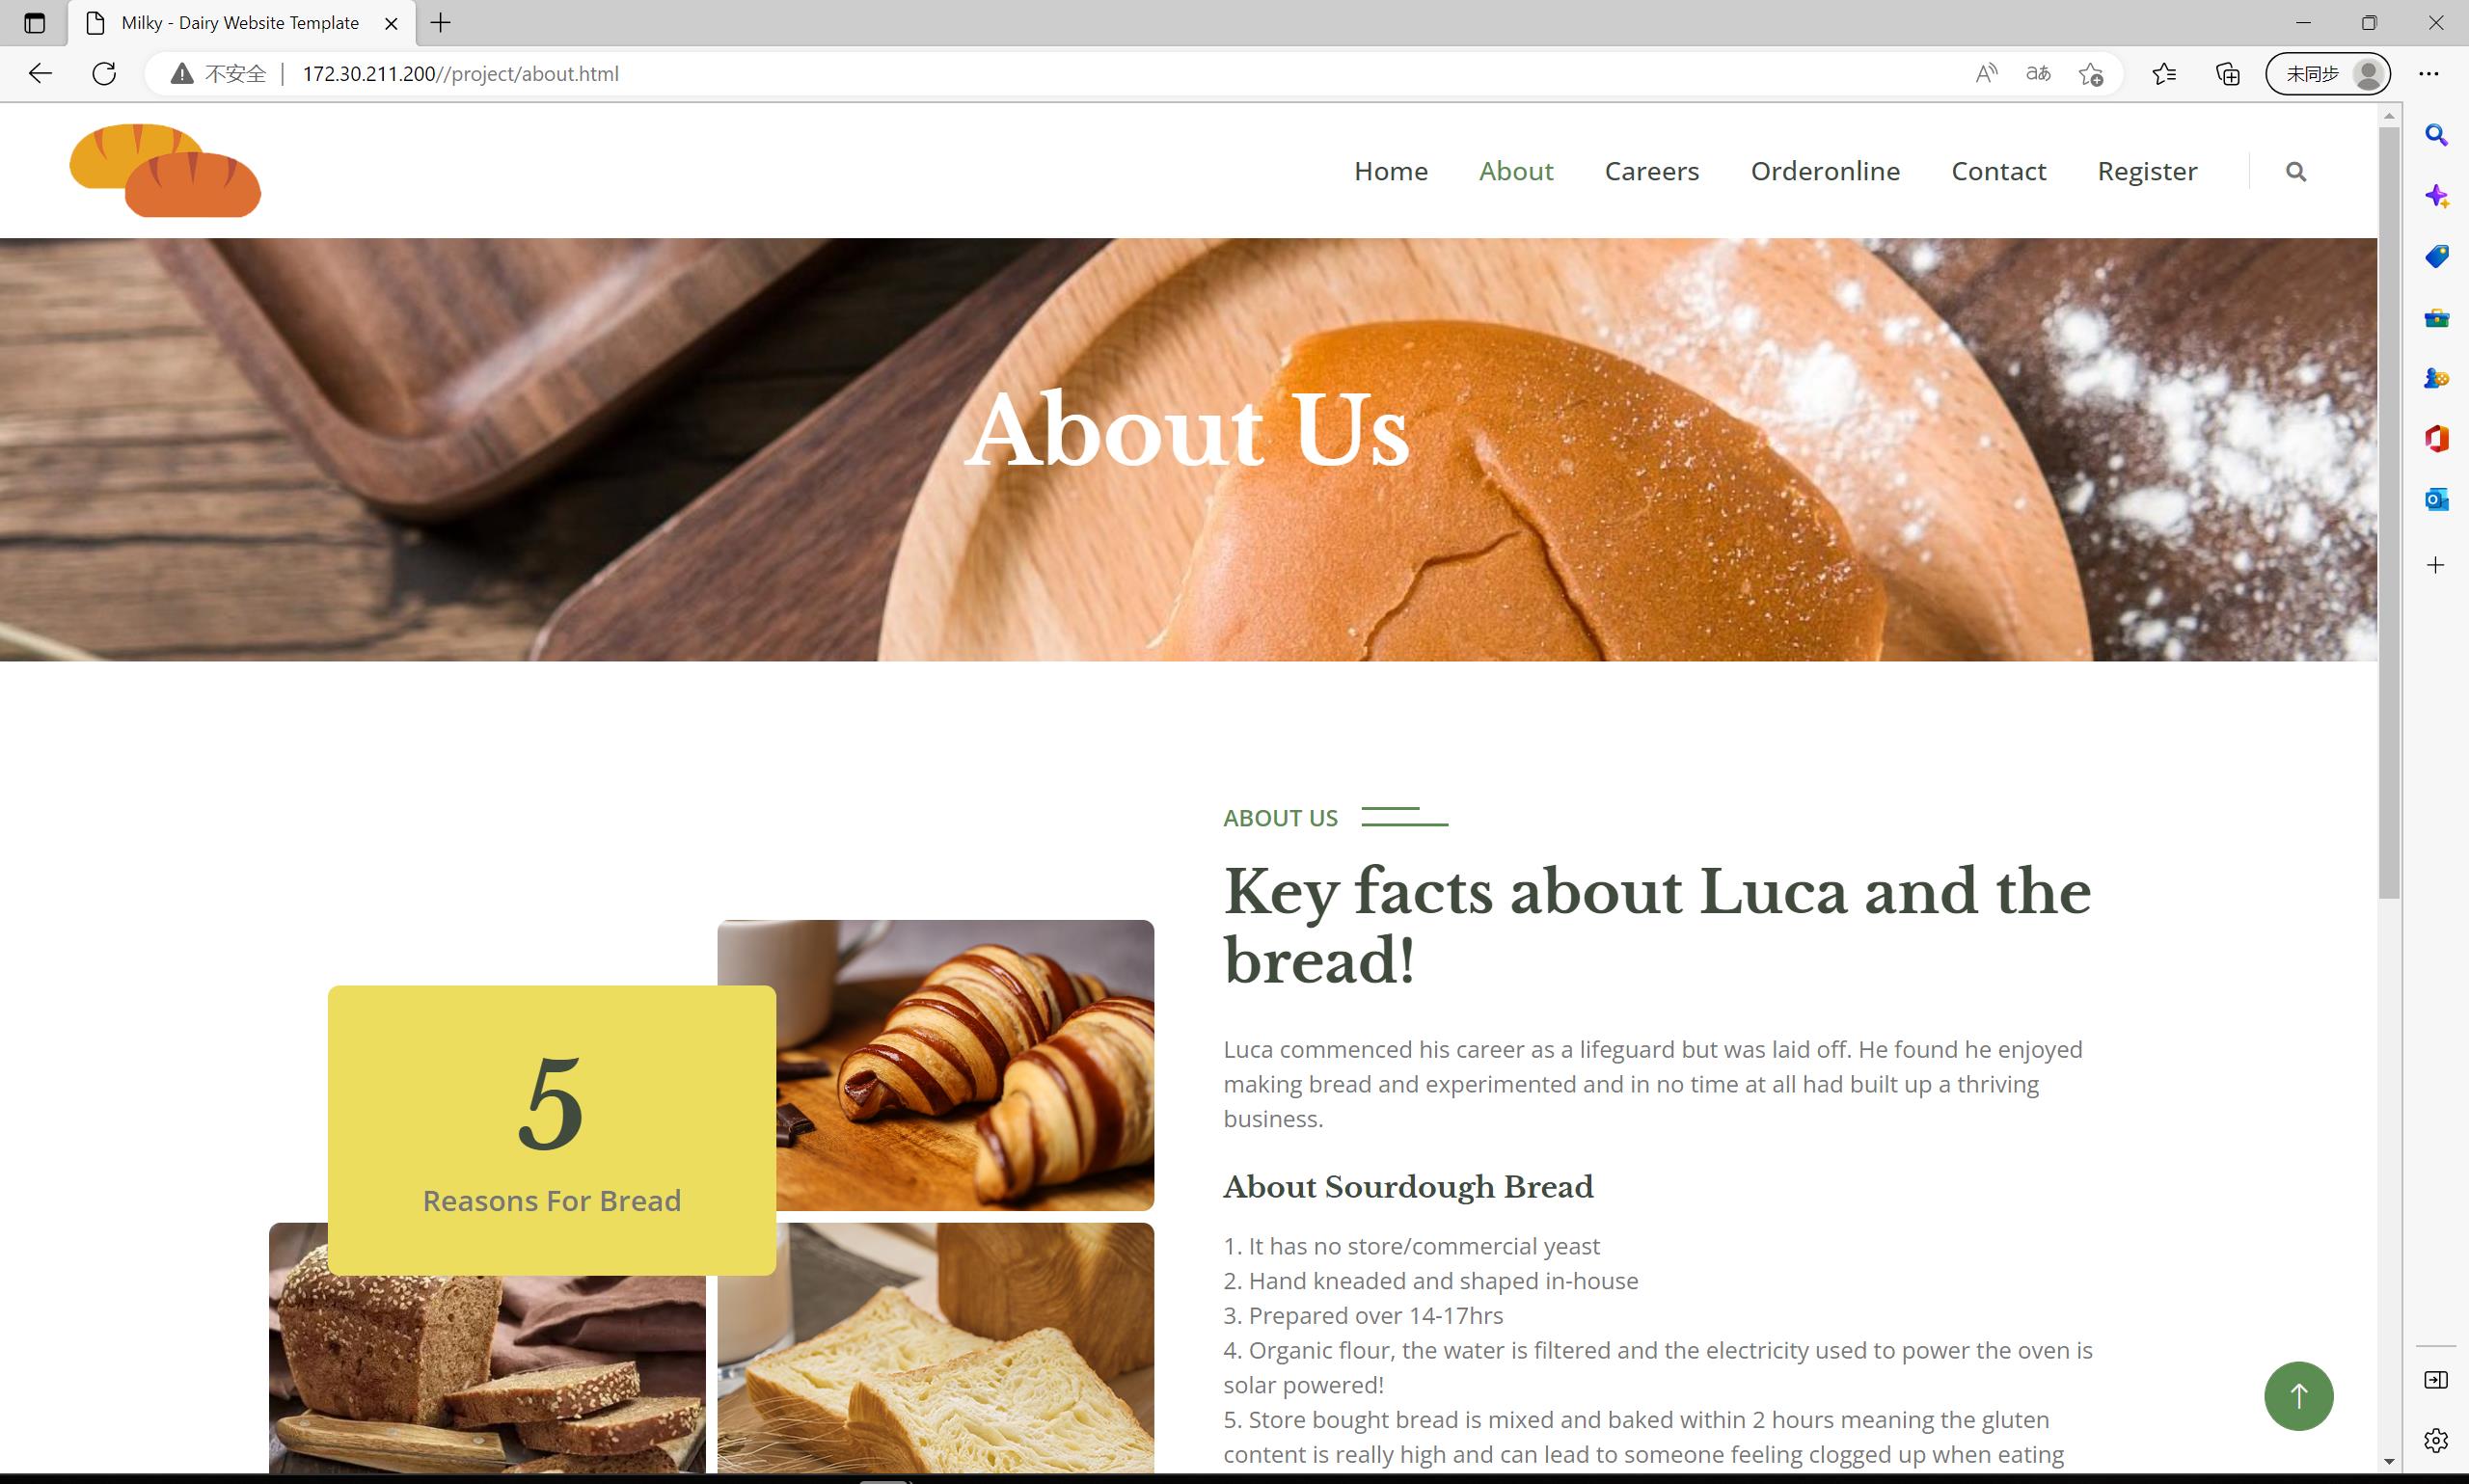 Milky - Dairy Website Template
不安全 172.30.211.200//project/about.html
aあ
未同步
Home About Careers Orderonline Contact Register
About Us
ABOUT US
Key facts about Luca and the
bread!
5
Reasons For Bread
Luca commenced his career as a lifeguard but was laid off. He found he enjoyed
making bread and experimented and in no time at all had built up a thriving
business.
About Sourdough Bread
1. It has no store/commercial yeast
2. Hand kneaded and shaped in-house
3. Prepared over 14-17hrs
4. Organic flour, the water is filtered and the electricity used to power the oven is
solar powered!
5. Store bought bread is mixed and baked within 2 hours meaning the gluten
content is really high and can lead to someone feeling clogged up when eating